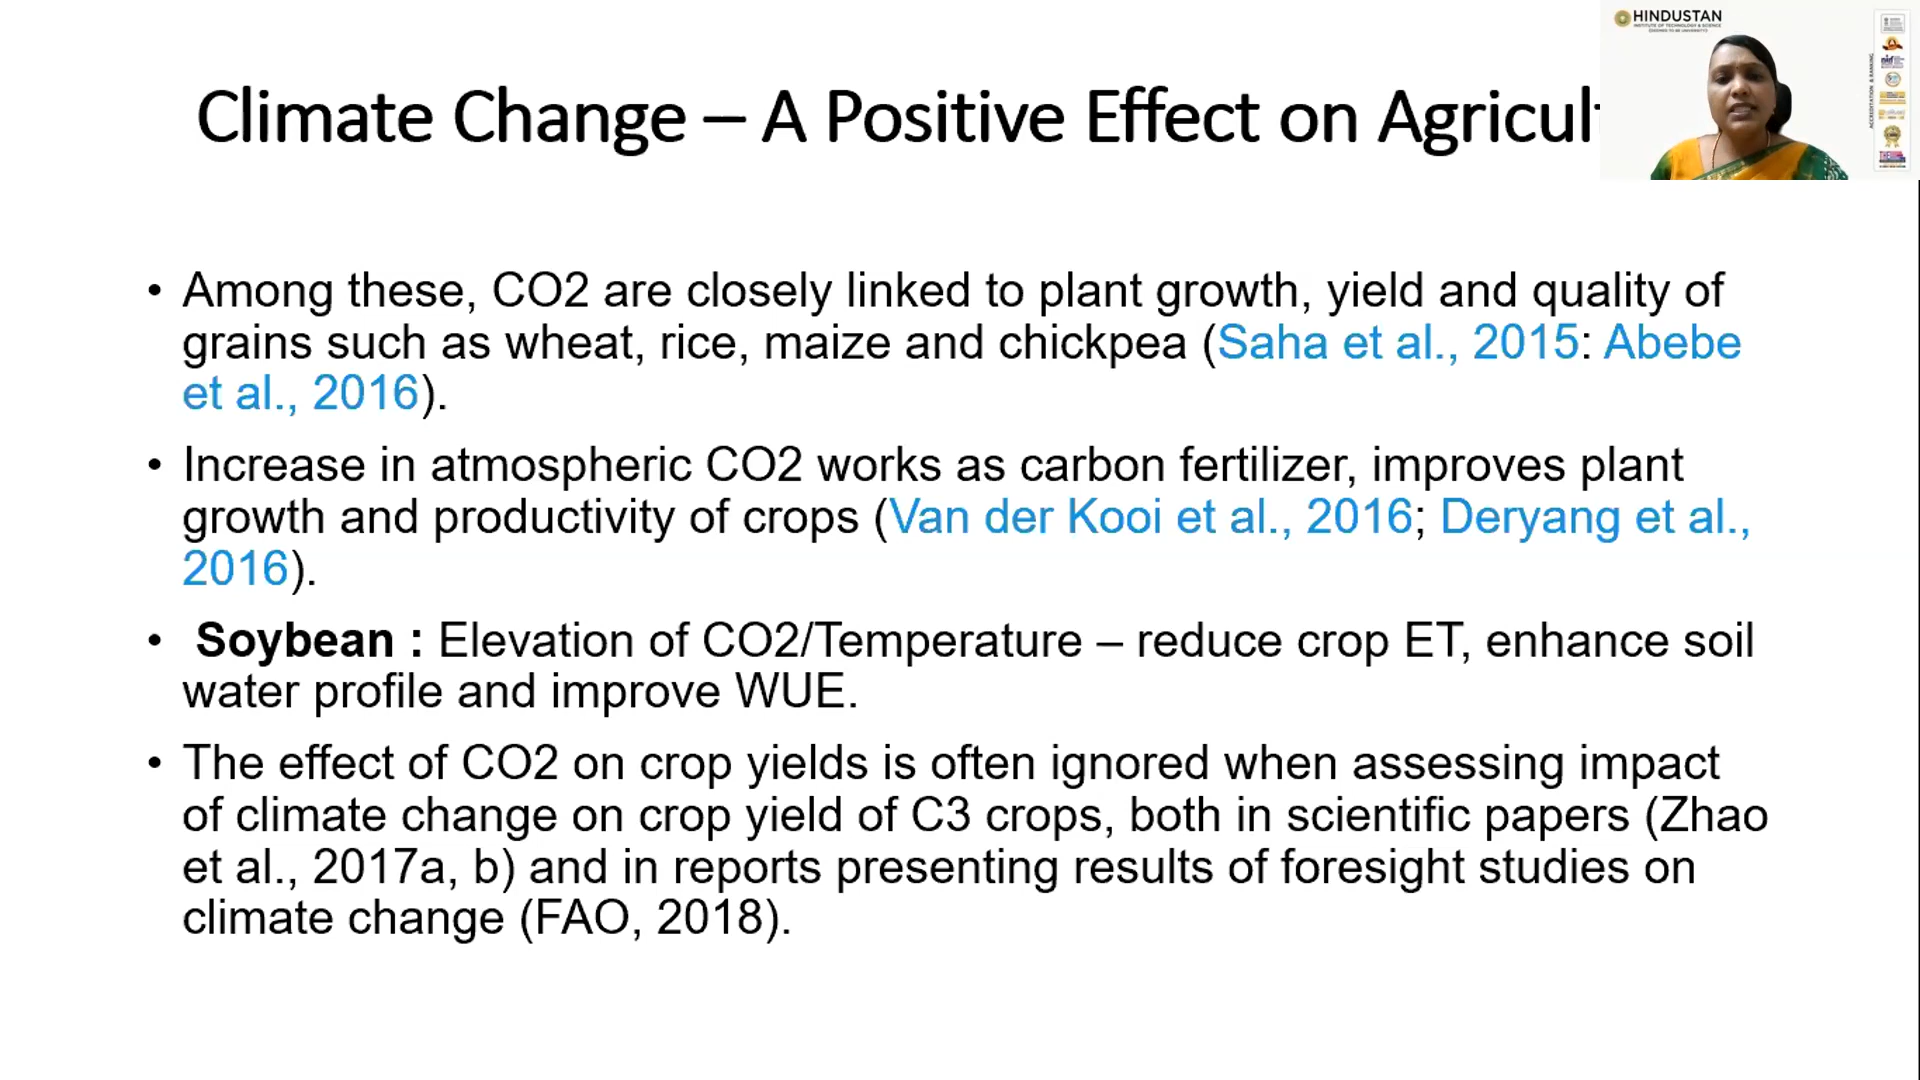 HINDUSTAN
INSTITUTE OF TECHNOLOGY & SCIENCE
(DEEMED TO BE UNIVERSITY)
ACCREDITATION & RANKING
Climate Change – A Positive Effect on Agricul
• Among these, CO2 are closely linked to plant growth, yield and quality of
grains such as wheat, rice, maize and chickpea (Saha et al., 2015: Abebe
et al., 2016).
• Increase in atmospheric CO2 works as carbon fertilizer, improves plant
growth and productivity of crops (Van der Kooi et al., 2016; Deryang et al.,
2016).
• Soybean : Elevation of CO2/Temperature – reduce crop ET, enhance soil
water profile and improve WUE.
• The effect of CO2 on crop yields is often ignored when assessing impact
of climate change on crop yield of C3 crops, both in scientific papers (Zhao
et al., 2017a, b) and in reports presenting results of foresight studies on
climate change (FAO, 2018).